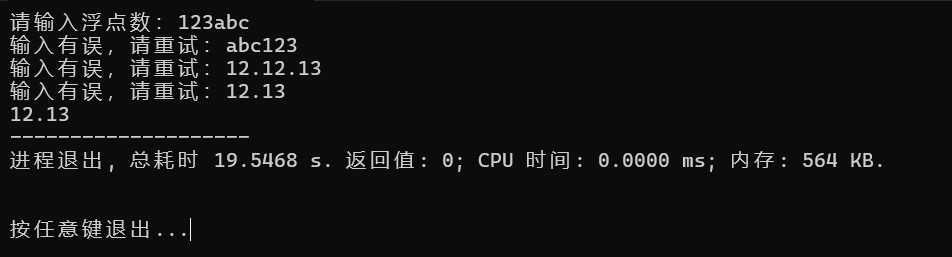 请输入浮点数：123abc
输入有误，请重试：abc123
输入有误，请重试：12.12.13
输入有误，请重试：12.13
12.13
--------------------
进程退出，总耗时 19.5468 s. 返回值: 0; CPU 时间: 0.0000 ms; 内存: 564 KB.
按任意键退出...